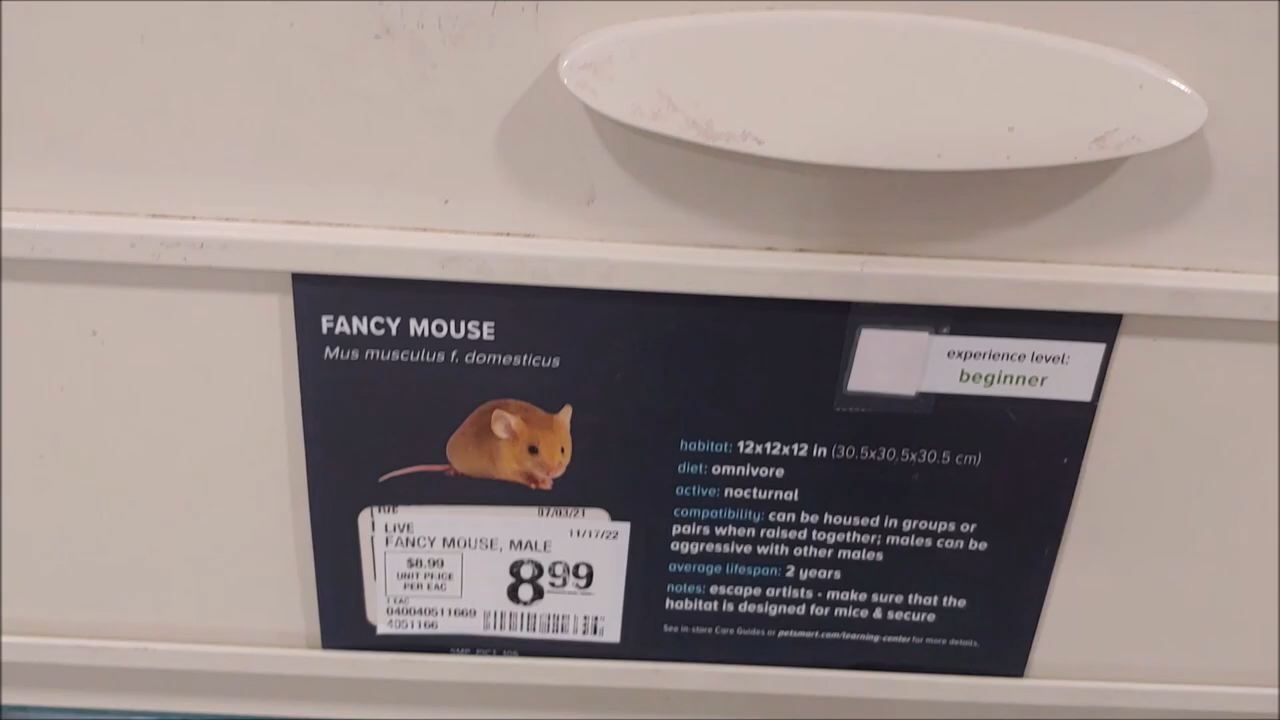 FANCY MOUSE
Mus musculus f. domesticus
experience level:
beginner
habitat: 12x12x12 in (30.5x30.5x30.5 cm)
diet: omnivore
active: nocturnal
compatibility: can be housed in groups or
pairs when raised together; males can be
aggressive with other males
average lifespan: 2 years
notes: escape artists - make sure that the
habitat is designed for mice & secure
See in-store Care Guides or petsmart.com/learning-center for more details.
07/03/21
LIVE 11/17/22
FANCY MOUSE, MALE
$8.99
UNIT PRICE
PER EAC
8 99
1 EAC
040040511669
4051166